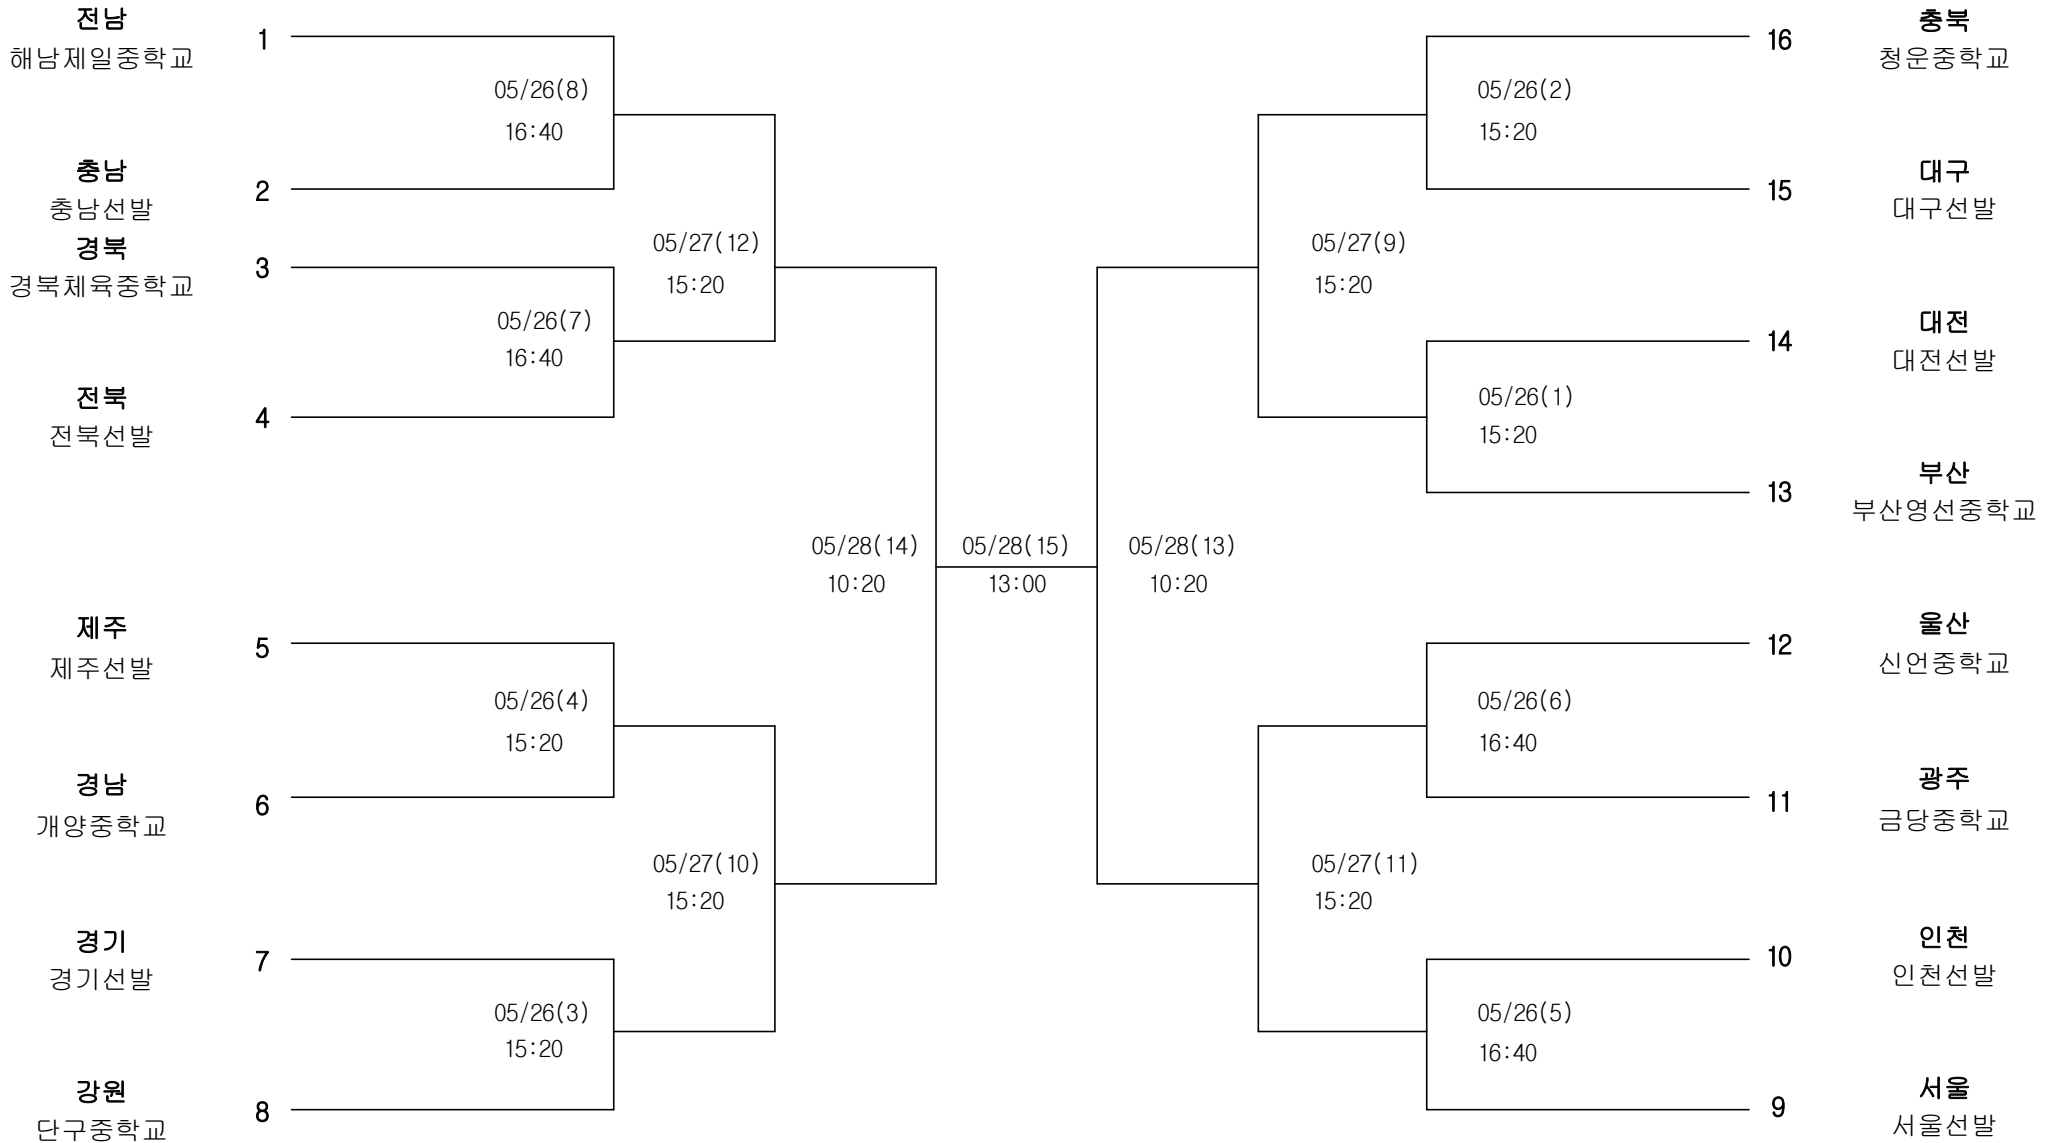 전남
해남제일중학교
1
05/26(8)
16:40
충남
충남선발
2
경북
경북체육중학교
3
05/27(12)
15:20
05/26(7)
16:40
전북
전북선발
4
05/28(14)
10:20
제주
제주선발
5
05/26(4)
15:20
경남
개양중학교
6
05/27(10)
15:20
경기
경기선발
7
05/26(3)
15:20
강원
단구중학교
8
05/28(15)
13:00
충북
청운중학교
16
05/26(2)
15:20
대구
대구선발
15
05/27(9)
15:20
대전
대전선발
14
05/26(1)
15:20
부산
부산영선중학교
13
05/28(13)
10:20
울산
신언중학교
12
05/26(6)
16:40
광주
금당중학교
11
05/27(11)
15:20
인천
인천선발
10
05/26(5)
16:40
서울
서울선발
9